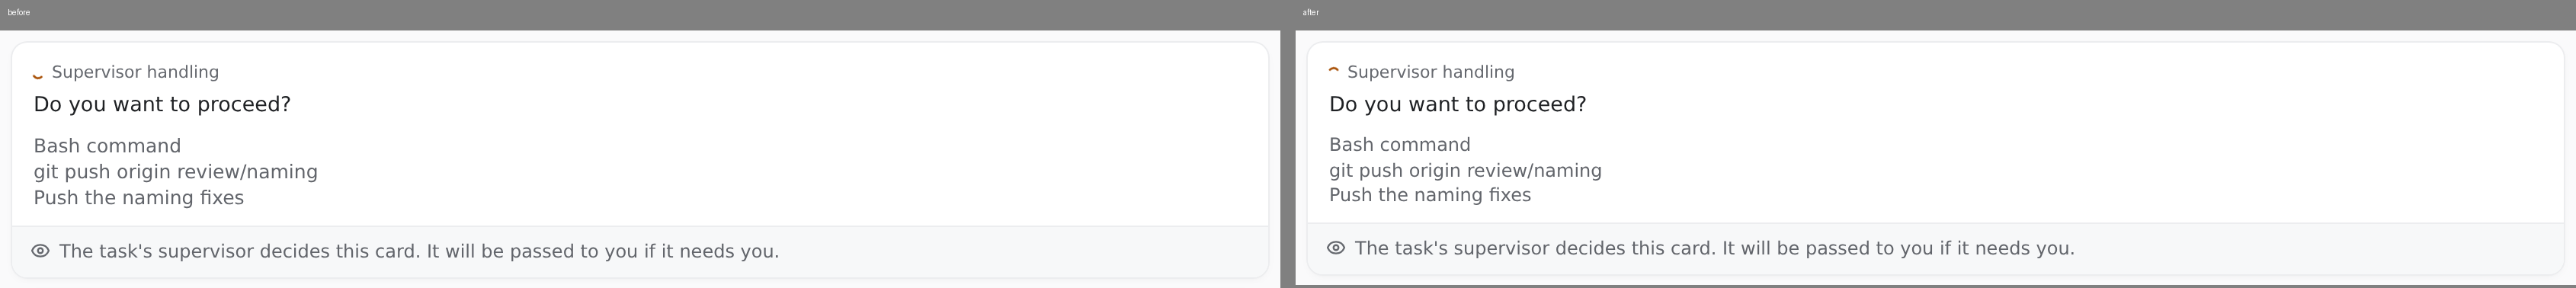 before
Supervisor handling
Do you want to proceed?
Bash command
git push origin review/naming
Push the naming fixes
The task's supervisor decides this card. It will be passed to you if it needs you.
after
Supervisor handling
Do you want to proceed?
Bash command
git push origin review/naming
Push the naming fixes
The task's supervisor decides this card. It will be passed to you if it needs you.